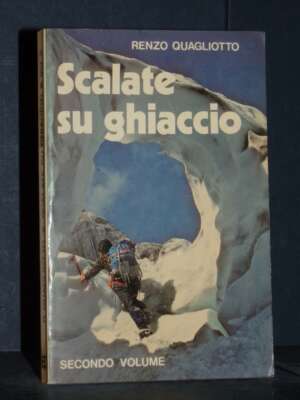 RENZO QUAGLIOTTO
Scalate
su ghiaccio
SECONDO VOLUME